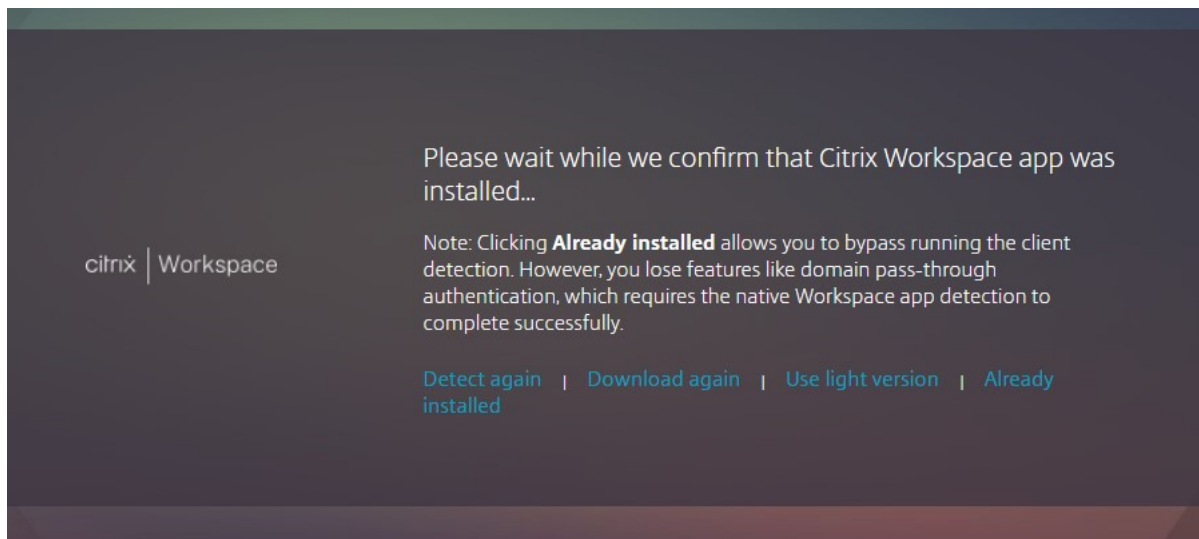 Please wait while we confirm that Citrix Workspace app was
installed...
Note: Clicking Already installed allows you to bypass running the client
detection. However, you lose features like domain pass-through
authentication, which requires the native Workspace app detection to
complete successfully.
citrix | Workspace
Detect again | Download again | Use light version | Already
installed